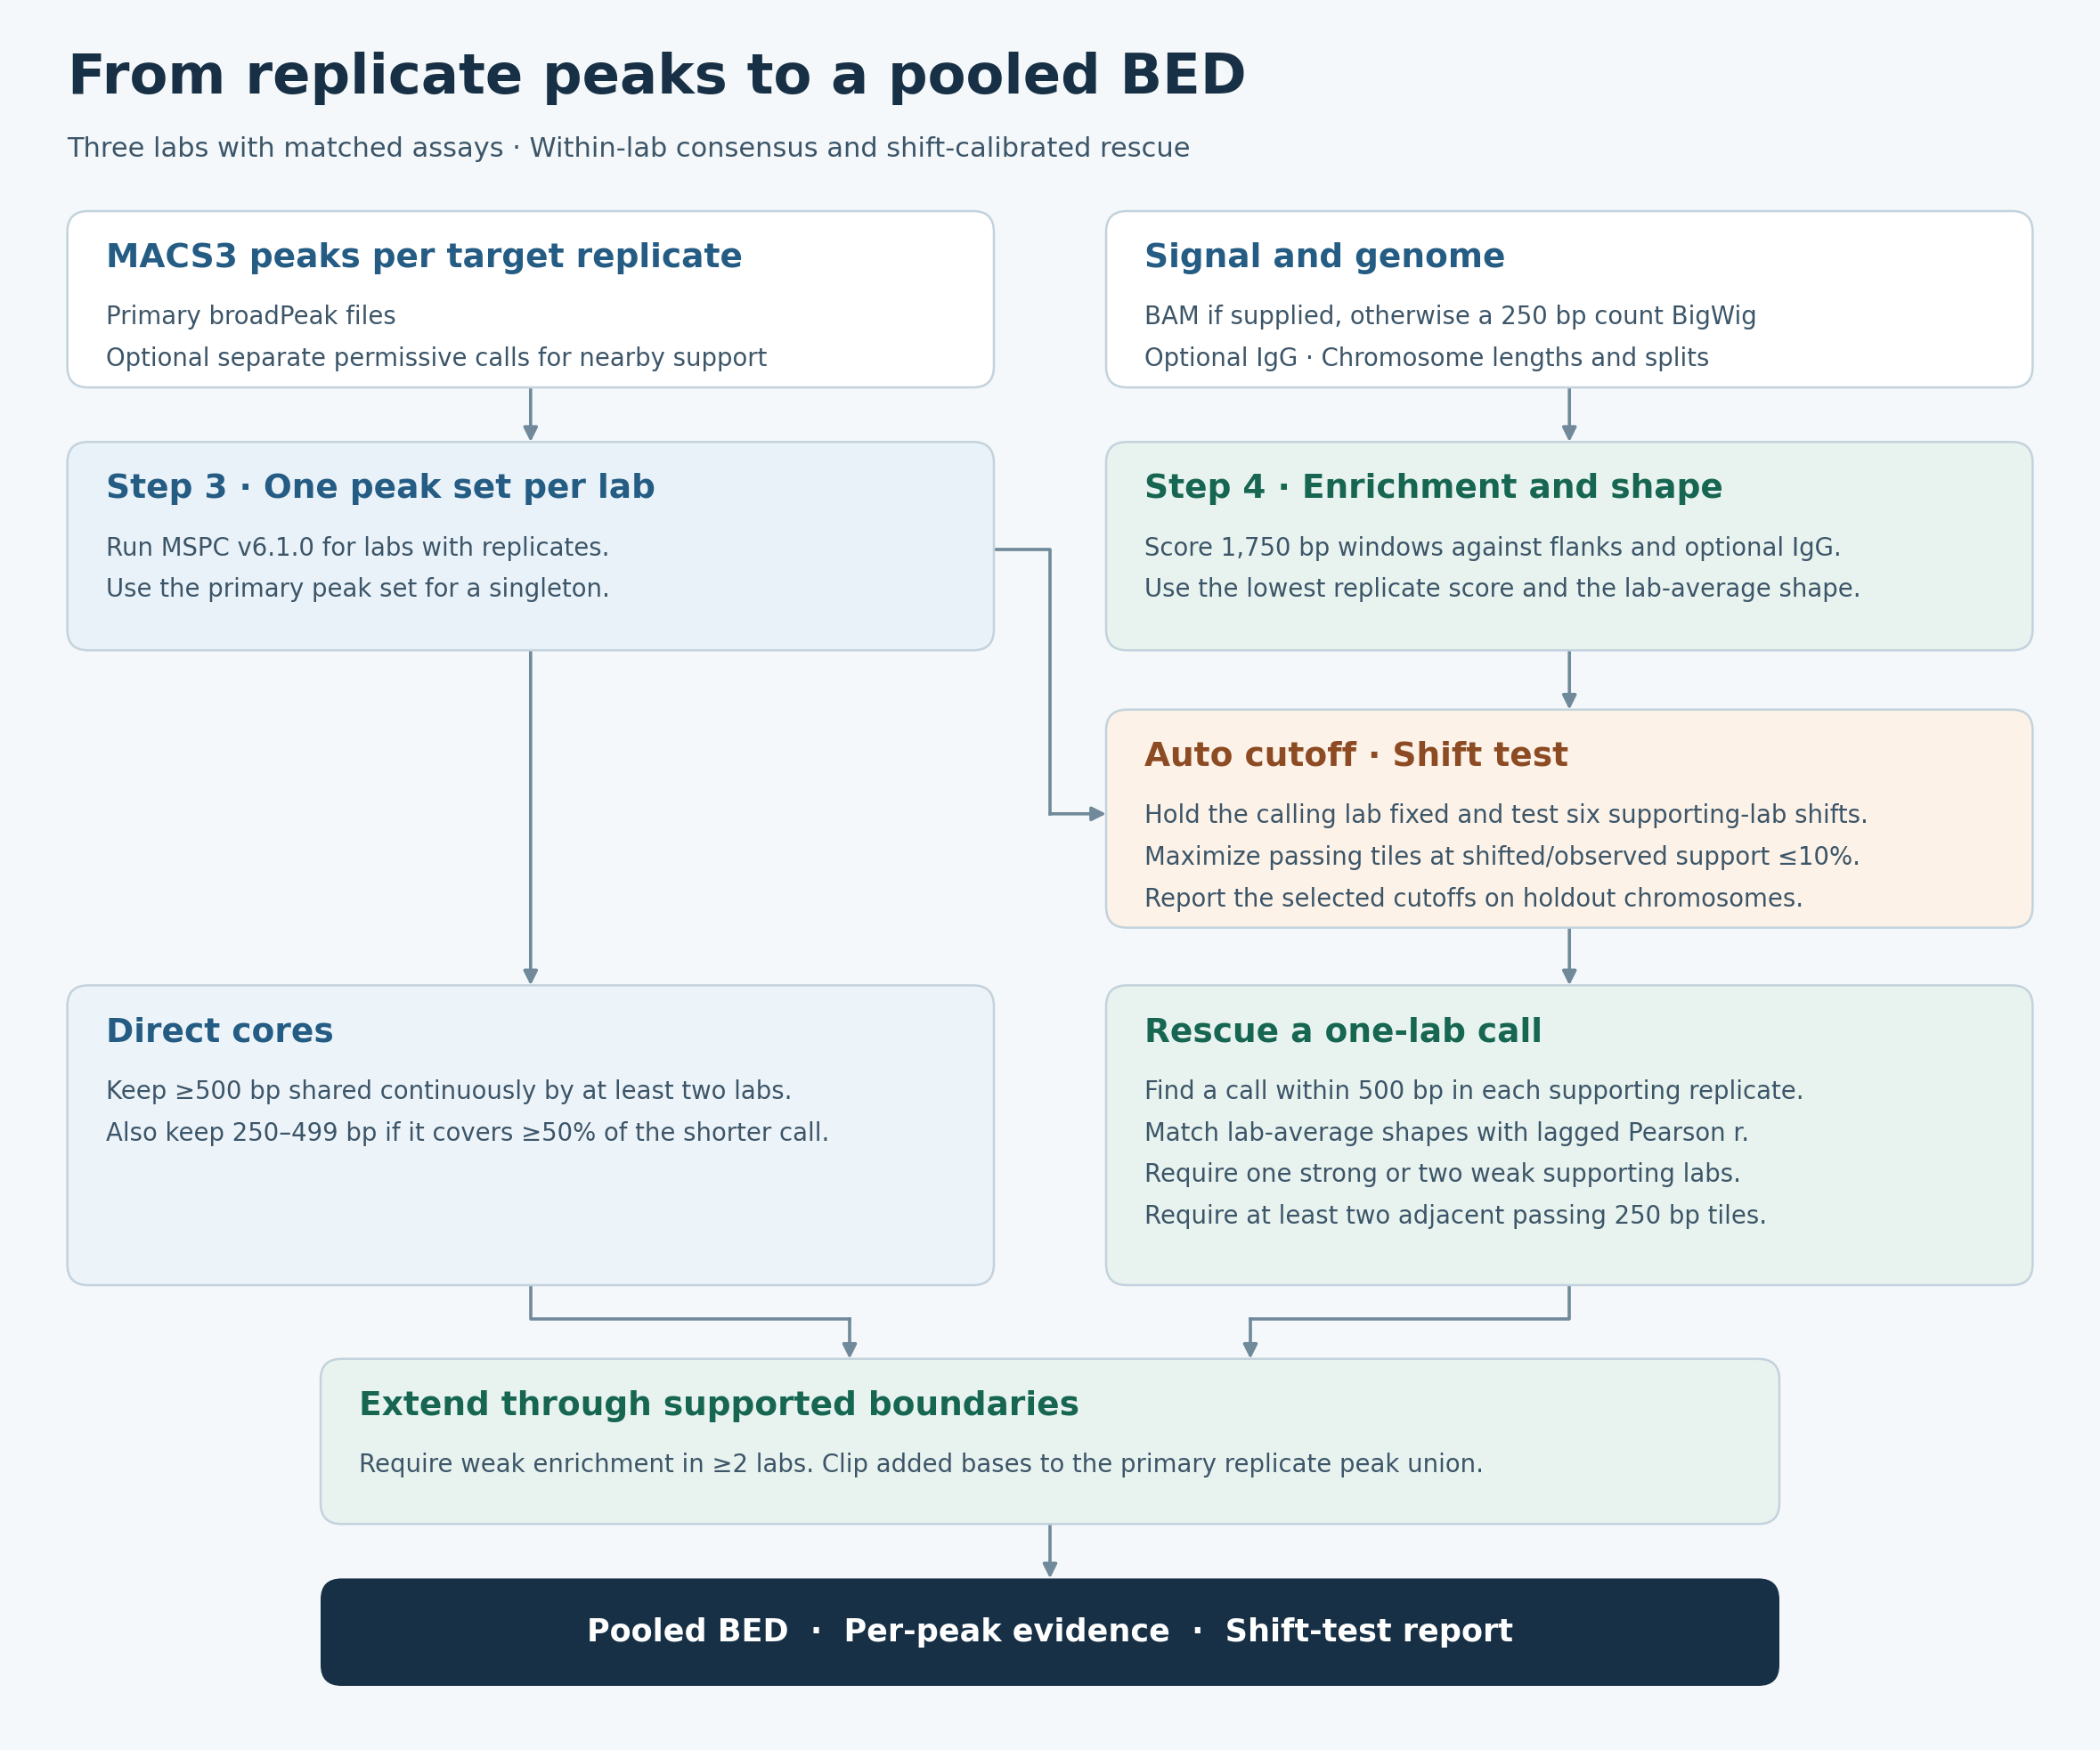 From replicate peaks to a pooled BED
Three labs with matched assays · Within-lab consensus and shift-calibrated rescue
MACS3 peaks per target replicate
Primary broadPeak files
Optional separate permissive calls for nearby support
Signal and genome
BAM if supplied, otherwise a 250 bp count BigWig
Optional IgG · Chromosome lengths and splits
Step 3 · One peak set per lab
Run MSPC v6.1.0 for labs with replicates.
Use the primary peak set for a singleton.
Step 4 · Enrichment and shape
Score 1,750 bp windows against flanks and optional IgG.
Use the lowest replicate score and the lab-average shape.
Auto cutoff · Shift test
Hold the calling lab fixed and test six supporting-lab shifts.
Maximize passing tiles at shifted/observed support ≤10%.
Report the selected cutoffs on holdout chromosomes.
Direct cores
Keep ≥500 bp shared continuously by at least two labs.
Also keep 250–499 bp if it covers ≥50% of the shorter call.
Rescue a one-lab call
Find a call within 500 bp in each supporting replicate.
Match lab-average shapes with lagged Pearson r.
Require one strong or two weak supporting labs.
Require at least two adjacent passing 250 bp tiles.
Extend through supported boundaries
Require weak enrichment in ≥2 labs. Clip added bases to the primary replicate peak union.
Pooled BED · Per-peak evidence · Shift-test report